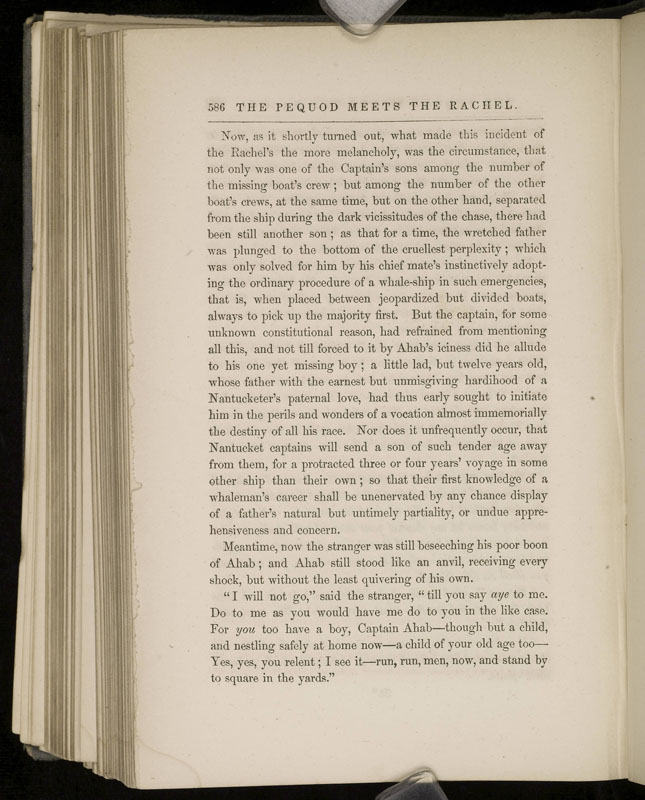 586 THE PEQUOD MEETS THE RACHEL.
Now, as it shortly turned out, what made this incident of
the Rachel's the more melancholy, was the circumstance, that
not only was one of the Captain's sons among the number of
the missing boat's crew; but among the number of the other
boat's crews, at the same time, but on the other hand, separated
from the ship during the dark vicissitudes of the chase, there had
been still another son; as that for a time, the wretched father
was plunged to the bottom of the cruellest perplexity; which
was only solved for him by his chief mate's instinctively adopt-
ing the ordinary procedure of a whale-ship in such emergencies,
that is, when placed between jeopardized but divided boats,
always to pick up the majority first. But the captain, for some
unknown constitutional reason, had refrained from mentioning
all this, and not till forced to it by Ahab's iciness did he allude
to his one yet missing boy; a little lad, but twelve years old,
whose father with the earnest but unmisgiving hardihood of a
Nantucketer's paternal love, had thus early sought to initiate
him in the perils and wonders of a vocation almost immemorially
the destiny of all his race. Nor does it unfrequently occur, that
Nantucket captains will send a son of such tender age away
from them, for a protracted three or four years' voyage in some
other ship than their own; so that their first knowledge of a
whaleman's career shall be unenervated by any chance display
of a father's natural but untimely partiality, or undue appre-
hensiveness and concern.
Meantime, now the stranger was still beseeching his poor boon
of Ahab; and Ahab still stood like an anvil, receiving every
shock, but without the least quivering of his own.
"I will not go," said the stranger, "till you say aye to me.
Do to me as you would have me do to you in the like case.
For you too have a boy, Captain Ahab—though but a child,
and nestling safely at home now—a child of your old age too—
Yes, yes, you relent; I see it—run, run, men, now, and stand by
to square in the yards."